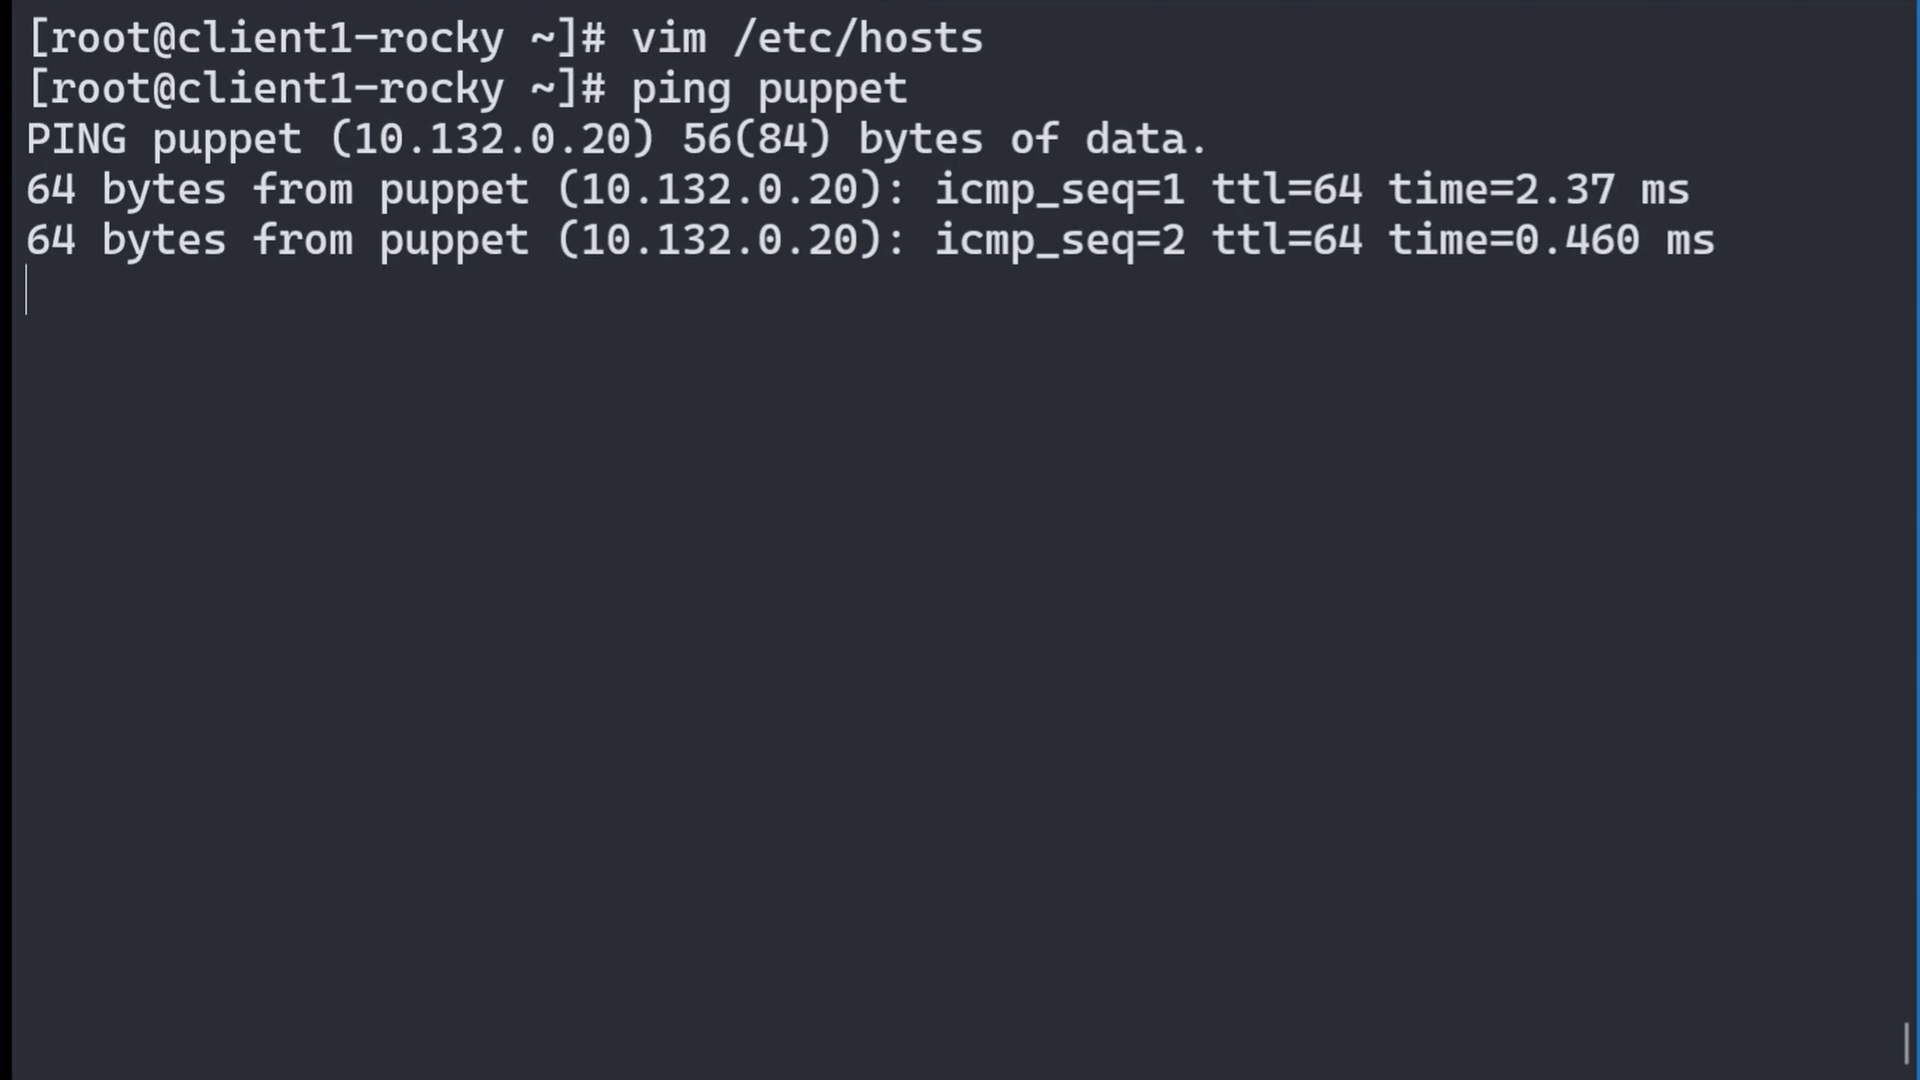 [root@client1-rocky ~]# vim /etc/hosts
[root@client1-rocky ~]# ping puppet
PING puppet (10.132.0.20) 56(84) bytes of data.
64 bytes from puppet (10.132.0.20): icmp_seq=1 ttl=64 time=2.37 ms
64 bytes from puppet (10.132.0.20): icmp_seq=2 ttl=64 time=0.460 ms